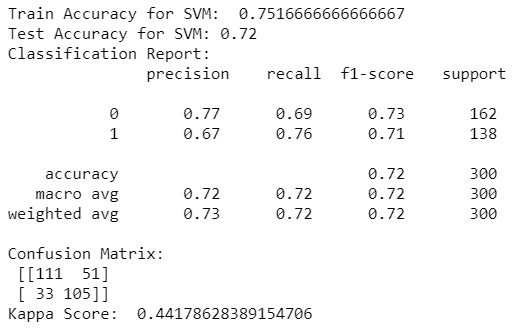 Train Accuracy for SVM:  0.7516666666666667
Test Accuracy for SVM: 0.72
Classification Report:
              precision    recall  f1-score   support

           0       0.77      0.69      0.73       162
           1       0.67      0.76      0.71       138

    accuracy                           0.72       300
   macro avg       0.72      0.72      0.72       300
weighted avg       0.73      0.72      0.72       300

Confusion Matrix:
 [[111  51]
 [ 33 105]]
Kappa Score:  0.44178628389154706